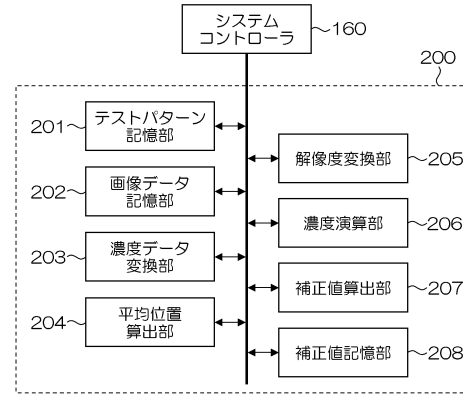 システム
コントローラ
160
200
201
テストパターン
記憶部
202
画像データ
記憶部
203
濃度データ
変換部
204
平均位置
算出部
解像度変換部
205
濃度演算部
206
補正値算出部
207
補正値記憶部
208